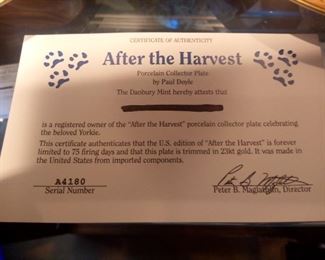 CERTIFICATE OF AUTHENTICITY
After the Harvest
Porcelain Collector Plate
by Paul Doyle
The Danbury Mint hereby attests that
is a registered owner of the "After the Harvest" porcelain collector plate celebrating
the beloved Yorkie.
This certificate authenticates that the U.S. edition of "After the Harvest" is forever
limited to 75 firing days and that this plate is trimmed in 23kt gold. It was made in
the United States from imported components.
A4180
Serial Number
Peter B. Maglathlin, Director